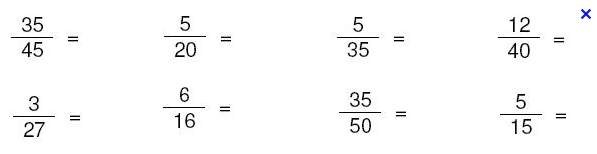 35/45 = 5/20 = 5/35 = 12/40 = ×
3/27 = 6/16 = 35/50 = 5/15 =